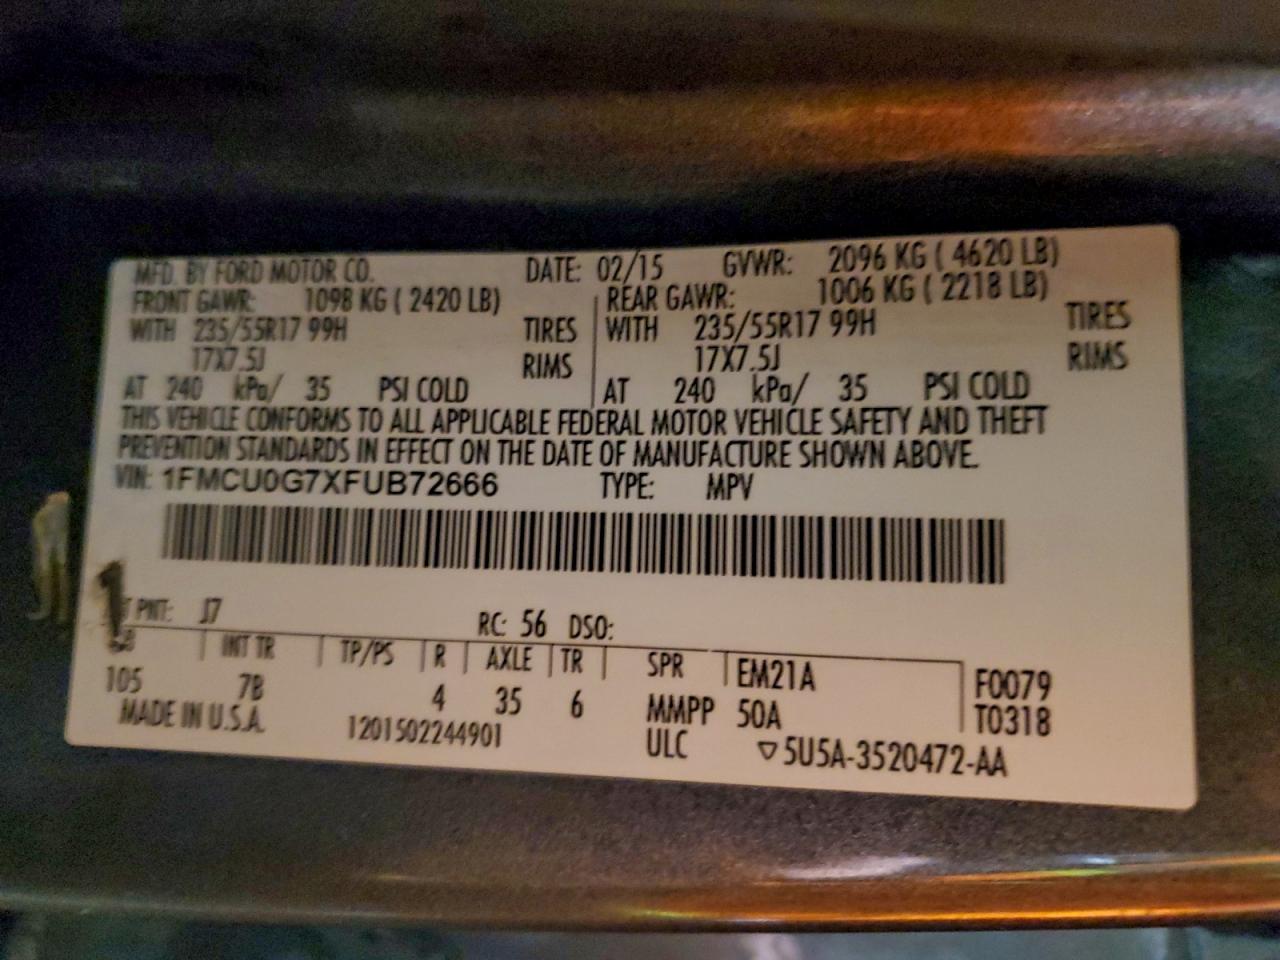 MFD. BY FORD MOTOR CO. DATE: 02/15 GVWR: 2096 KG ( 4620 LB)
FRONT GAWR: 1098 KG ( 2420 LB) REAR GAWR: 1006 KG ( 2218 LB)
WITH 235/55R17 99H TIRES WITH 235/55R17 99H TIRES
17X7.5J RIMS 17X7.5J RIMS
AT 240 kPa/ 35 PSI COLD AT 240 kPa/ 35 PSI COLD
THIS VEHICLE CONFORMS TO ALL APPLICABLE FEDERAL MOTOR VEHICLE SAFETY AND THEFT
PREVENTION STANDARDS IN EFFECT ON THE DATE OF MANUFACTURE SHOWN ABOVE.
VIN: 1FMCU0G7XFUB72666 TYPE: MPV
PNT: J7 RC: 56 DSO:
INT TR TP/PS R AXLE TR SPR EM21A F0079
105 7B 4 35 6 MMPP 50A T0318
MADE IN U.S.A. 1201502244901 ULC ▽5U5A-3520472-AA